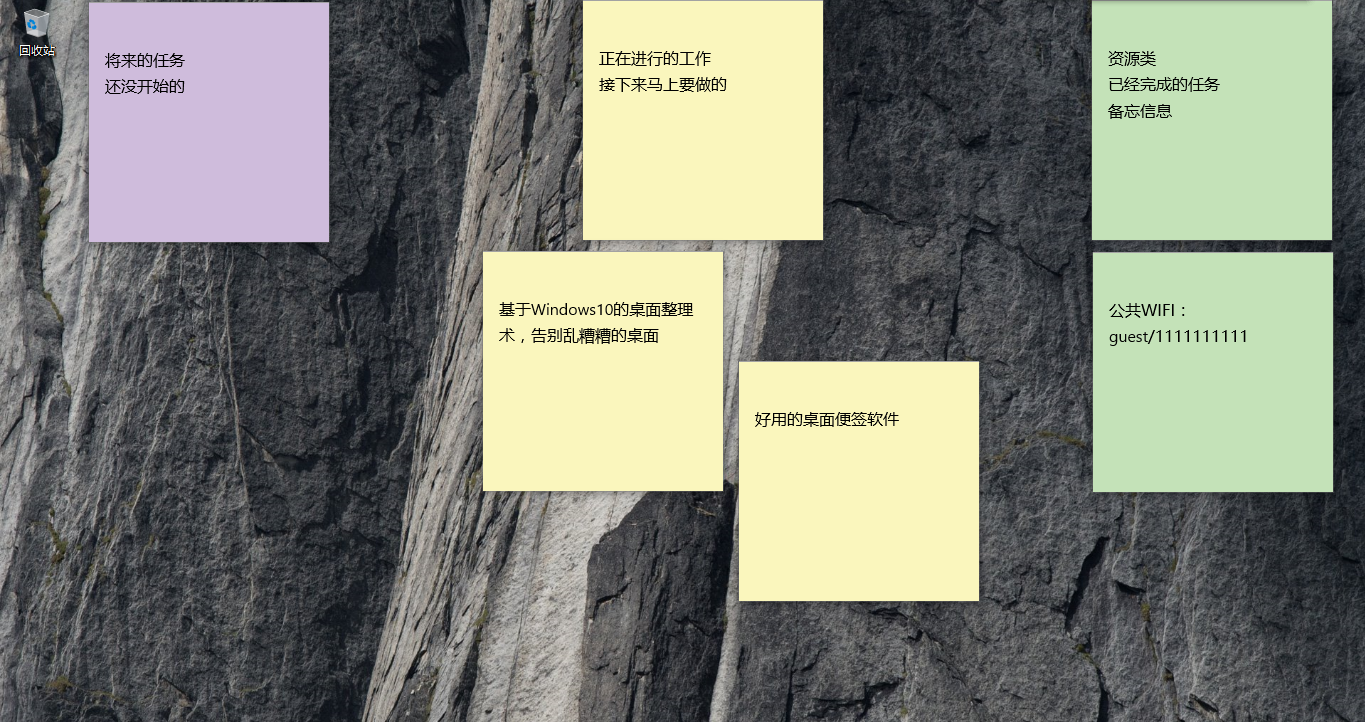 回收站
将来的任务
还没开始的
正在进行的工作
接下来马上要做的
资源类
已经完成的任务
备忘信息
基于Windows10的桌面整理
术，告别乱糟糟的桌面
好用的桌面便签软件
公共WIFI：
guest/1111111111